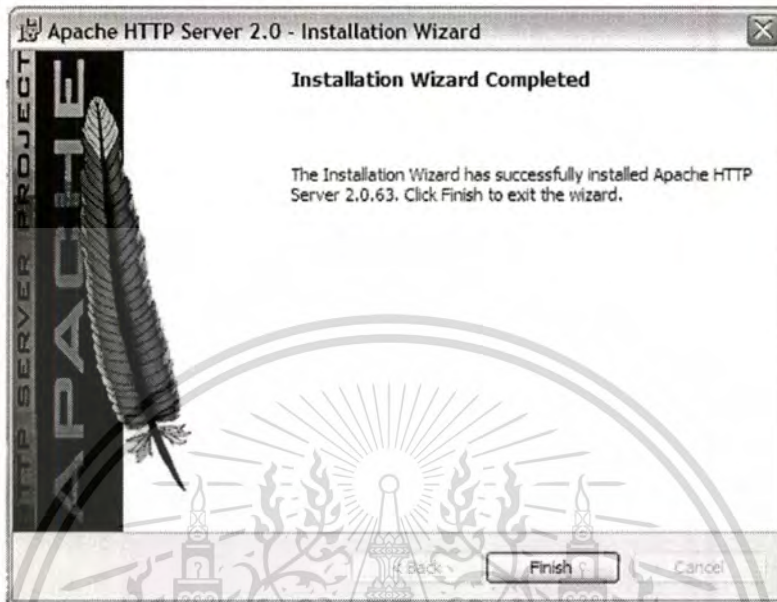 Apache HTTP Server 2.0 - Installation Wizard
HTTP SERVER PROJECT
APACHE
Installation Wizard Completed
The Installation Wizard has successfully installed Apache HTTP
Server 2.0.63. Click Finish to exit the wizard.
< Back
Finish
Cancel